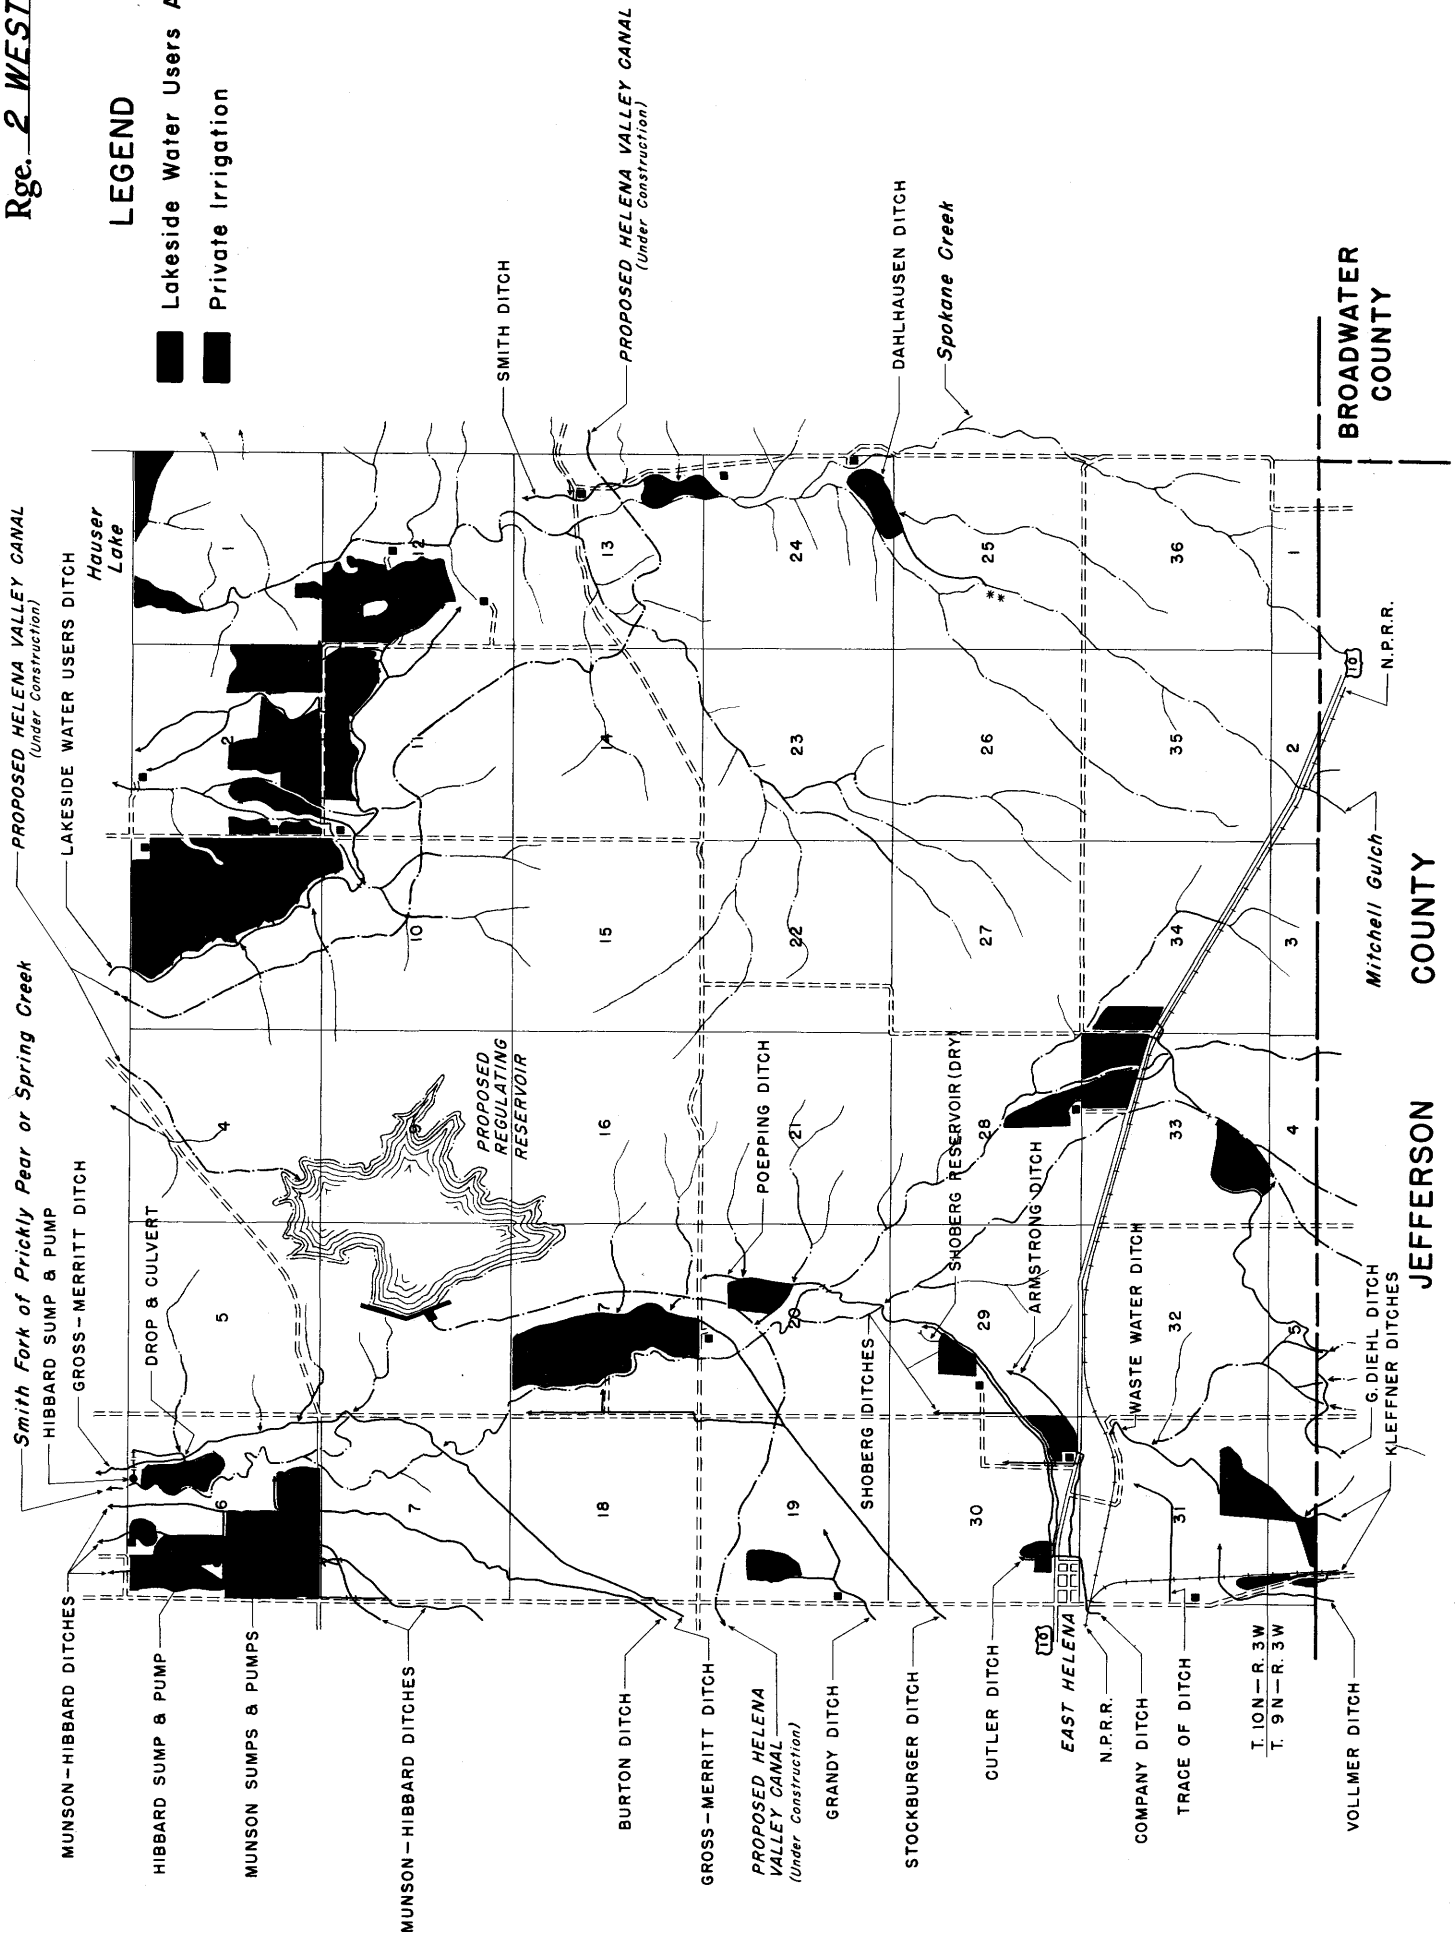 Rge. 2 WEST
LEGEND
Lakeside Water Users A
Private Irrigation
PROPOSED HELENA VALLEY CANAL
(Under Construction)
LAKESIDE WATER USERS DITCH
Hauser
Lake
Smith Fork of Prickly Pear or Spring Creek
HIBBARD SUMP & PUMP
GROSS-MERRITT DITCH
DROP & CULVERT
MUNSON-HIBBARD DITCHES
HIBBARD SUMP & PUMP
MUNSON SUMPS & PUMPS
MUNSON-HIBBARD DITCHES
BURTON DITCH
GROSS-MERRITT DITCH
PROPOSED HELENA
VALLEY CANAL
(Under Construction)
GRANDY DITCH
STOCKBURGER DITCH
CUTLER DITCH
10
EAST HELENA
N.P.R.R.
COMPANY DITCH
TRACE OF DITCH
T. 10N-R. 3W
T. 9N-R. 3W
VOLLMER DITCH
SMITH DITCH
PROPOSED HELENA VALLEY CANAL
(Under Construction)
DAHLHAUSEN DITCH
Spokane Creek
PROPOSED
REGULATING
RESERVOIR
POEPPING DITCH
SHOBERG DITCHES
SHOBERG RESERVOIR (DRY)
ARMSTRONG DITCH
WASTE WATER DITCH
G. DIEHL DITCH
KLEFFNER DITCHES
Mitchell Gulch
N.P.R.R.
10
BROADWATER
COUNTY
JEFFERSON COUNTY
6
5
4
2
1
7
9
10
11
12
18
17
16
15
14
13
19
20
21
22
23
24
30
29
28
27
26
25
31
32
33
34
35
36
5
4
3
2
1